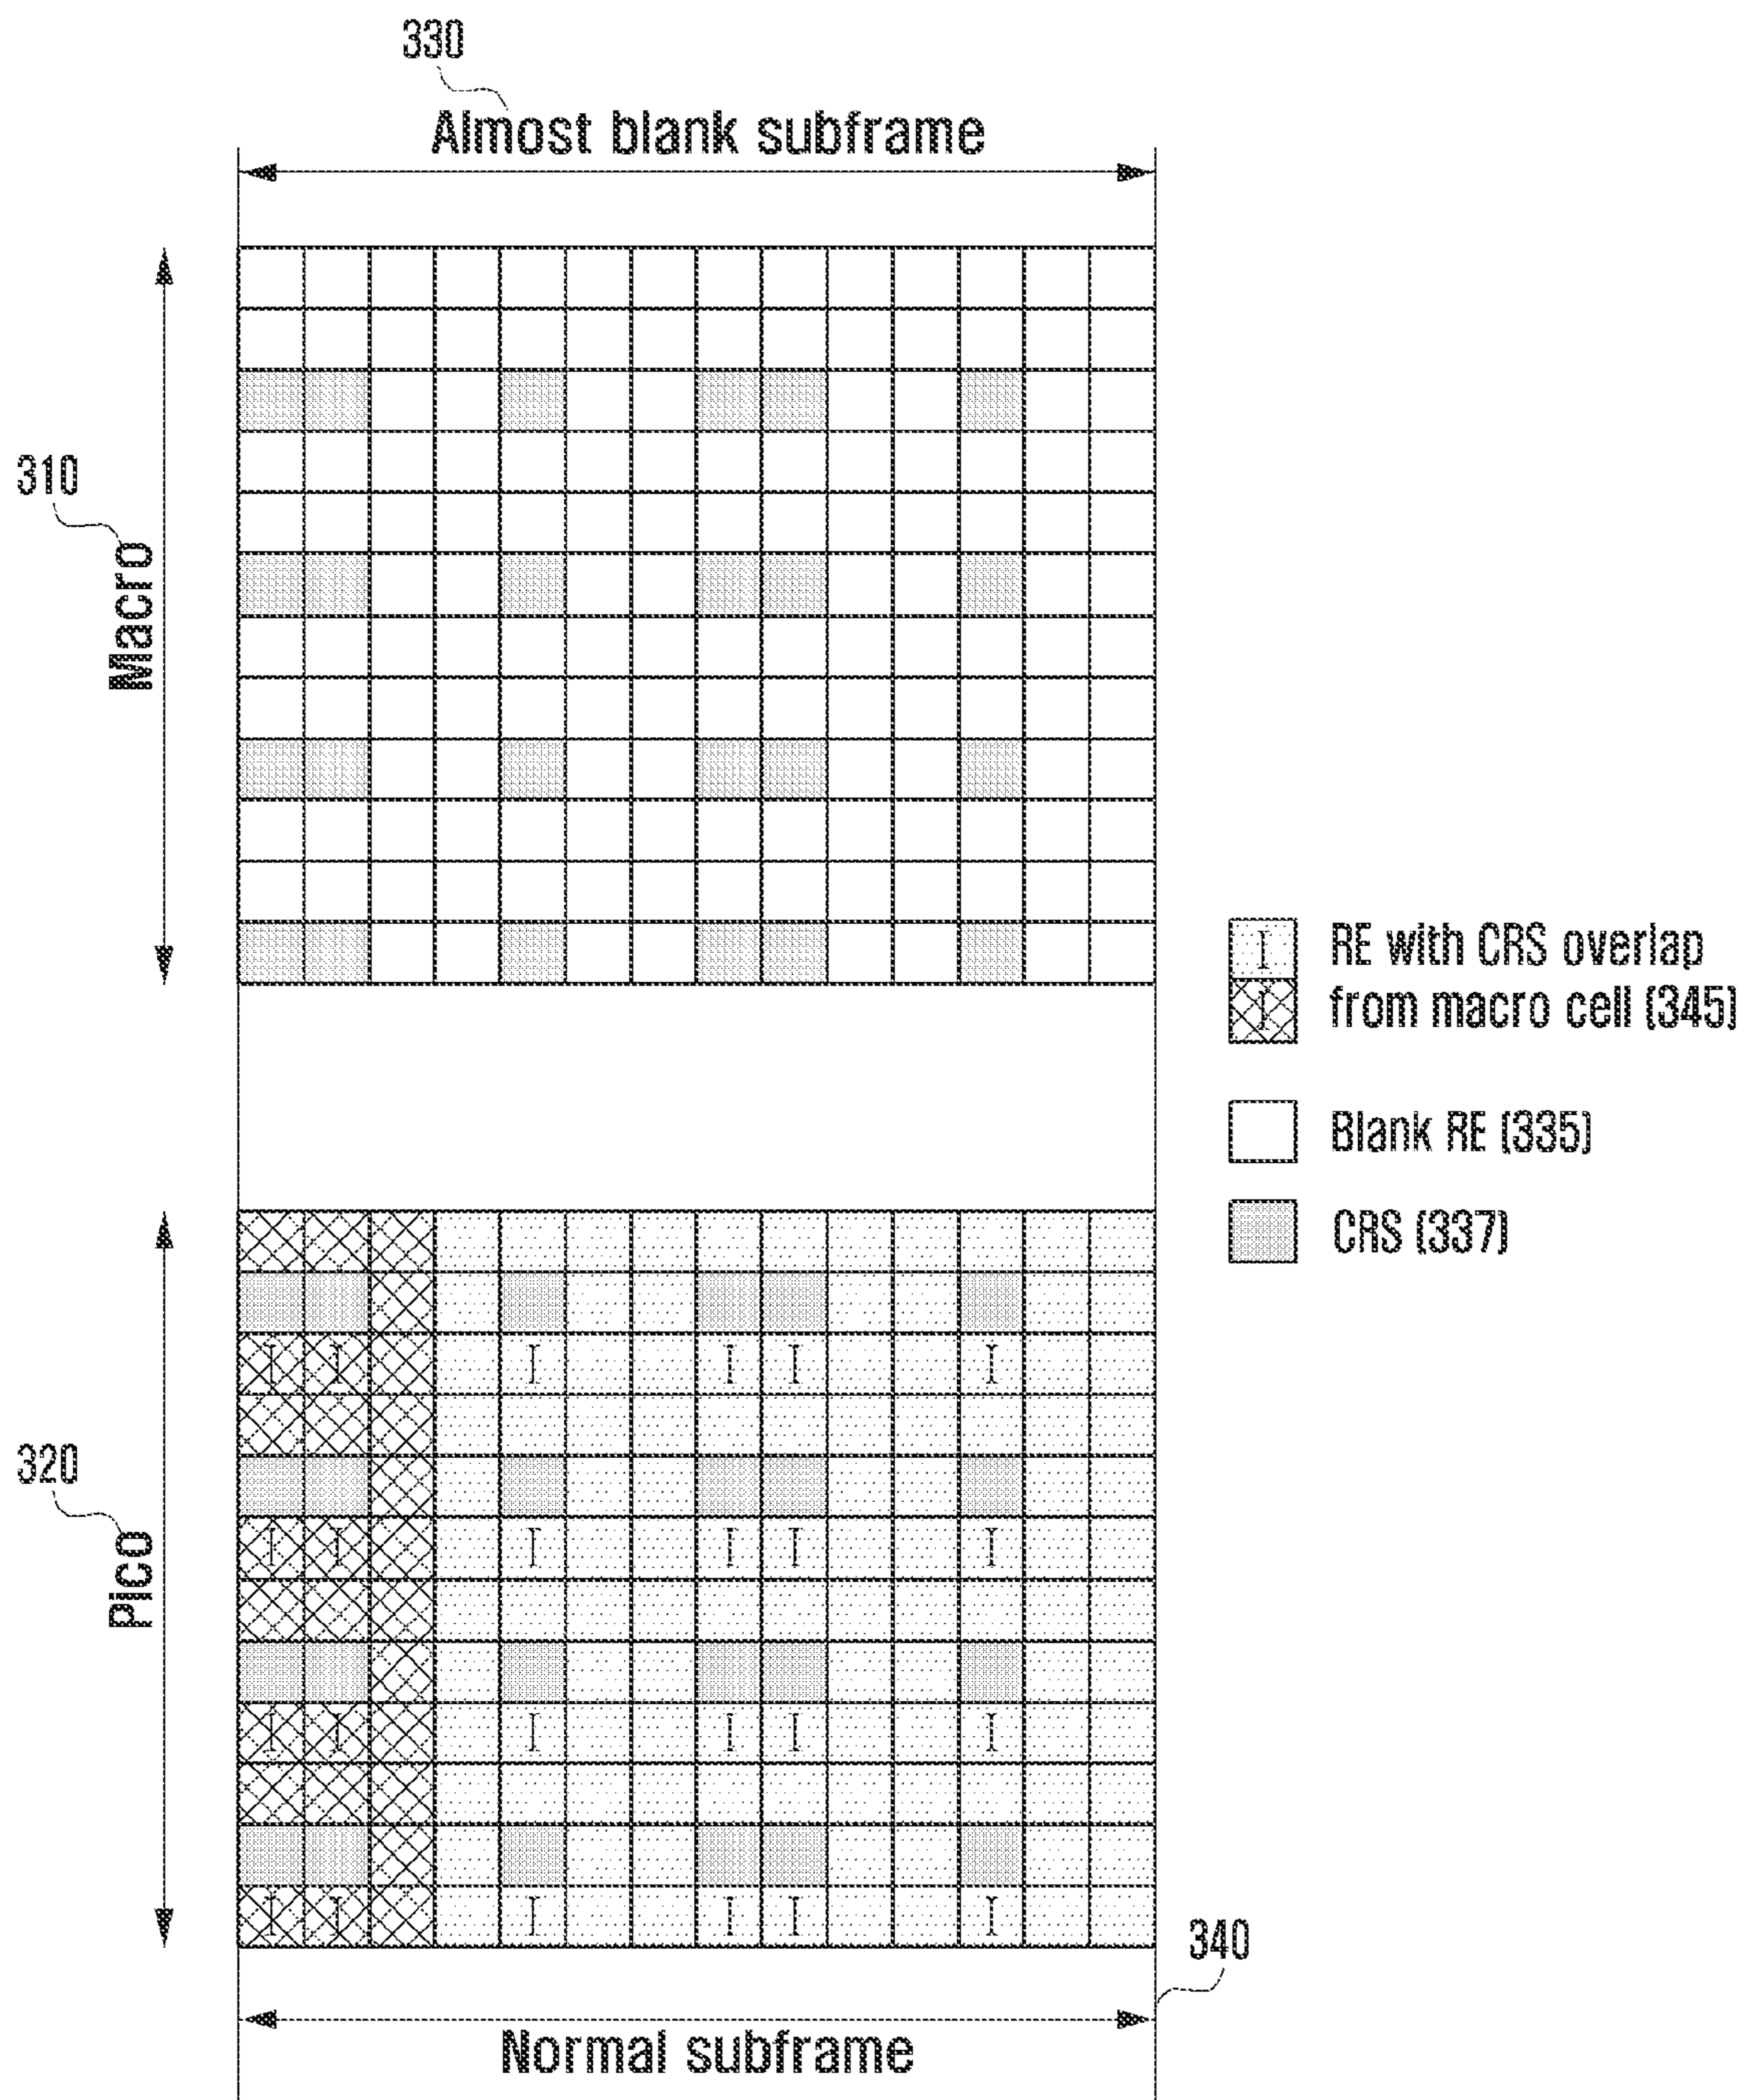 330
Almost blank subframe
310
Macro
I RE with CRS overlap
I from macro cell (345)
Blank RE (335)
CRS (337)
320
Pico
I I I I I I
I I I I I I
I I I I I I
I I I I I I
340
Normal subframe